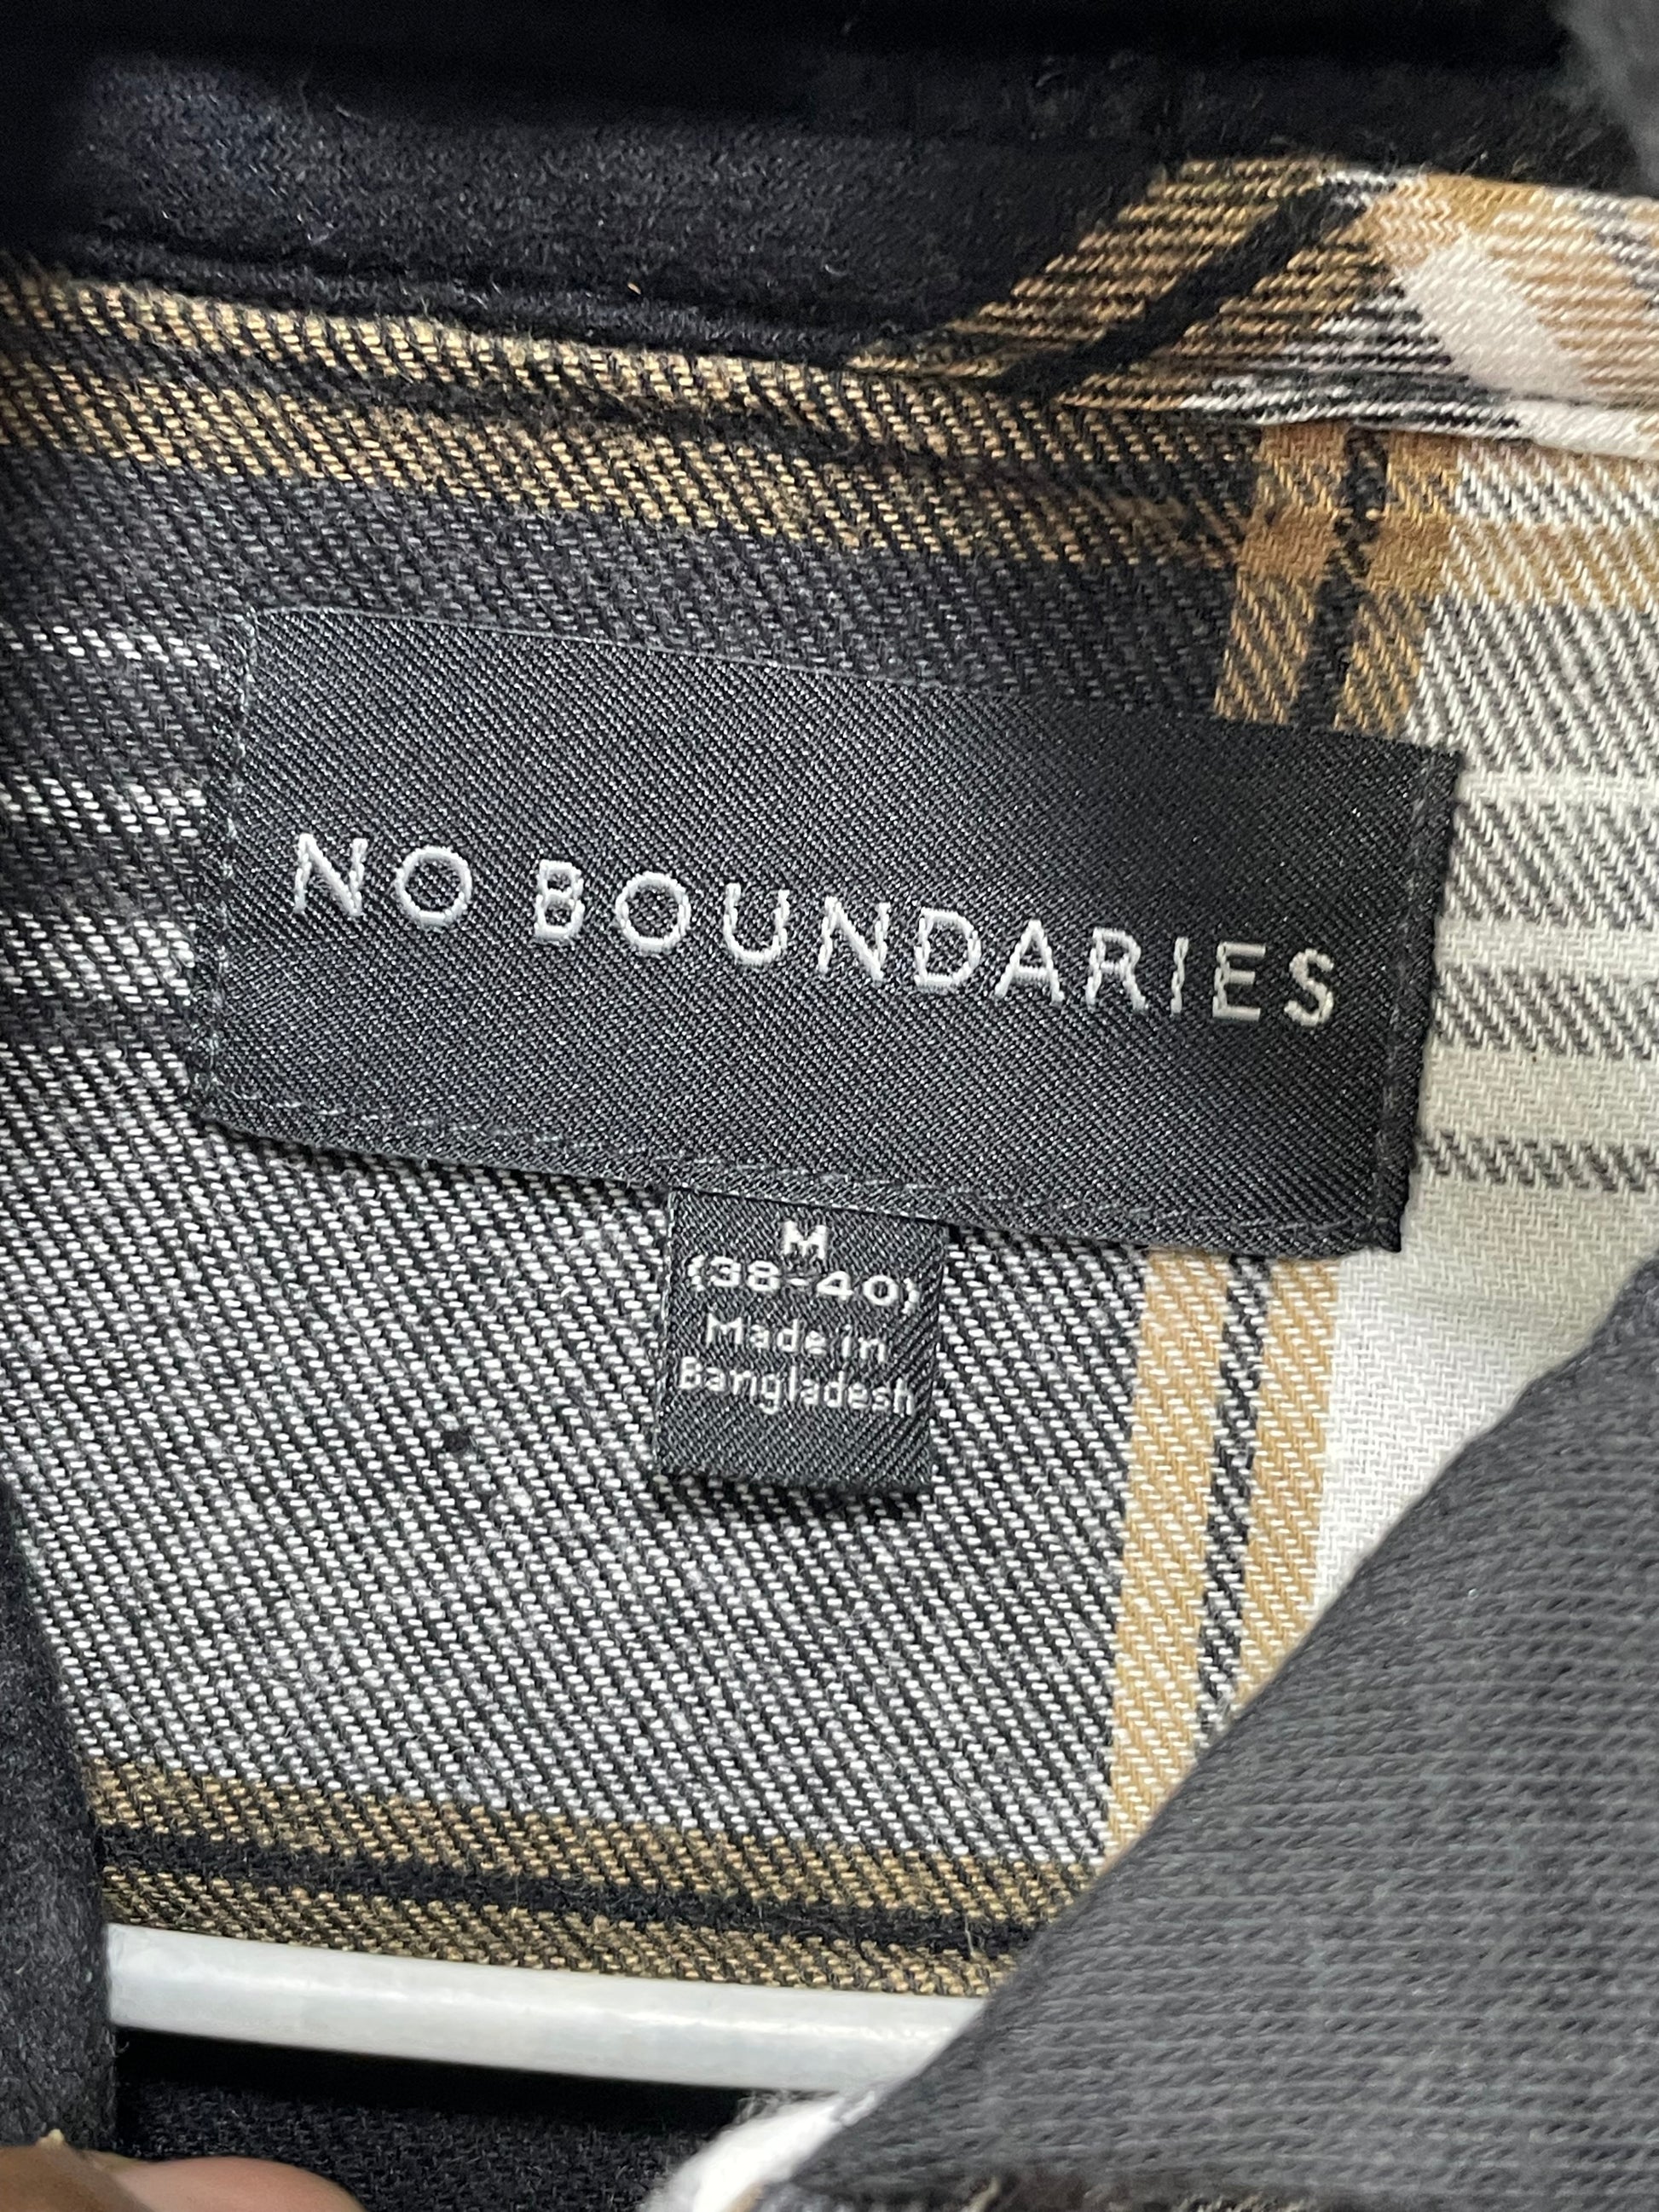 NO BOUNDARIES
M
(38-40)
Made in
Bangladesh